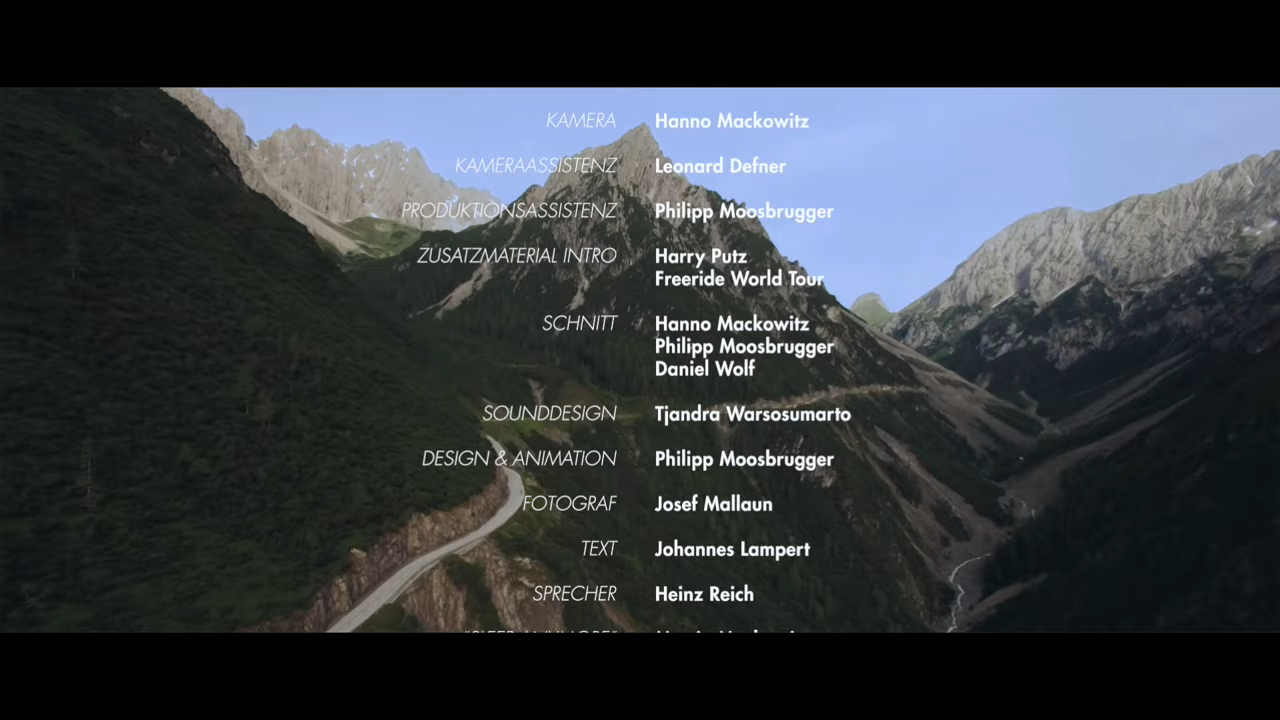 KAMERA Hanno Mackowitz
KAMERAASSISTENZ Leonard Defner
PRODUKTIONSASSISTENZ Philipp Moosbrugger
ZUSATZMATERIAL INTRO Harry Putz
Freeride World Tour
SCHNITT Hanno Mackowitz
Philipp Moosbrugger
Daniel Wolf
SOUNDDESIGN Tjandra Warsosumarto
DESIGN & ANIMATION Philipp Moosbrugger
FOTOGRAF Josef Mallaun
TEXT Johannes Lampert
SPRECHER Heinz Reich